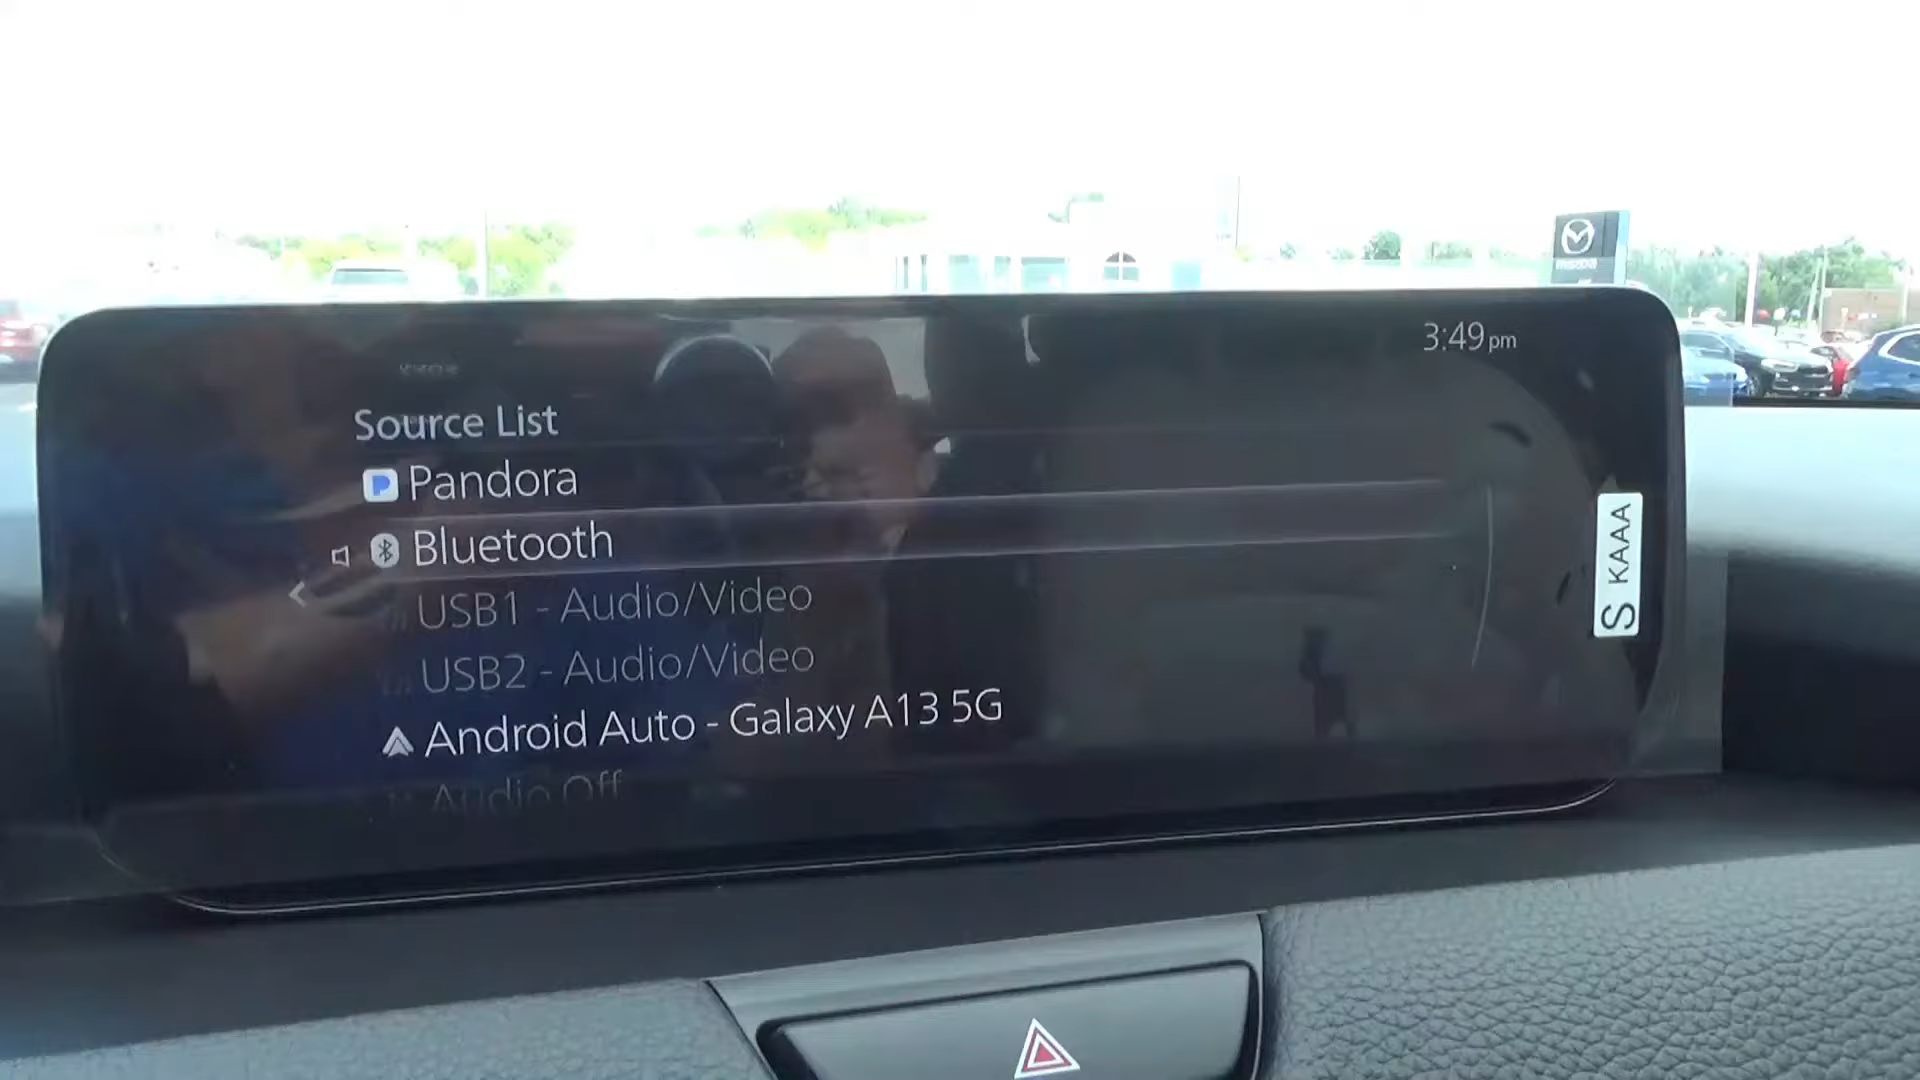 mazda
3:49 pm
Source List
Pandora
Bluetooth
USB1 - Audio/Video
USB2 - Audio/Video
Android Auto - Galaxy A13 5G
Audio Off
S KAAA